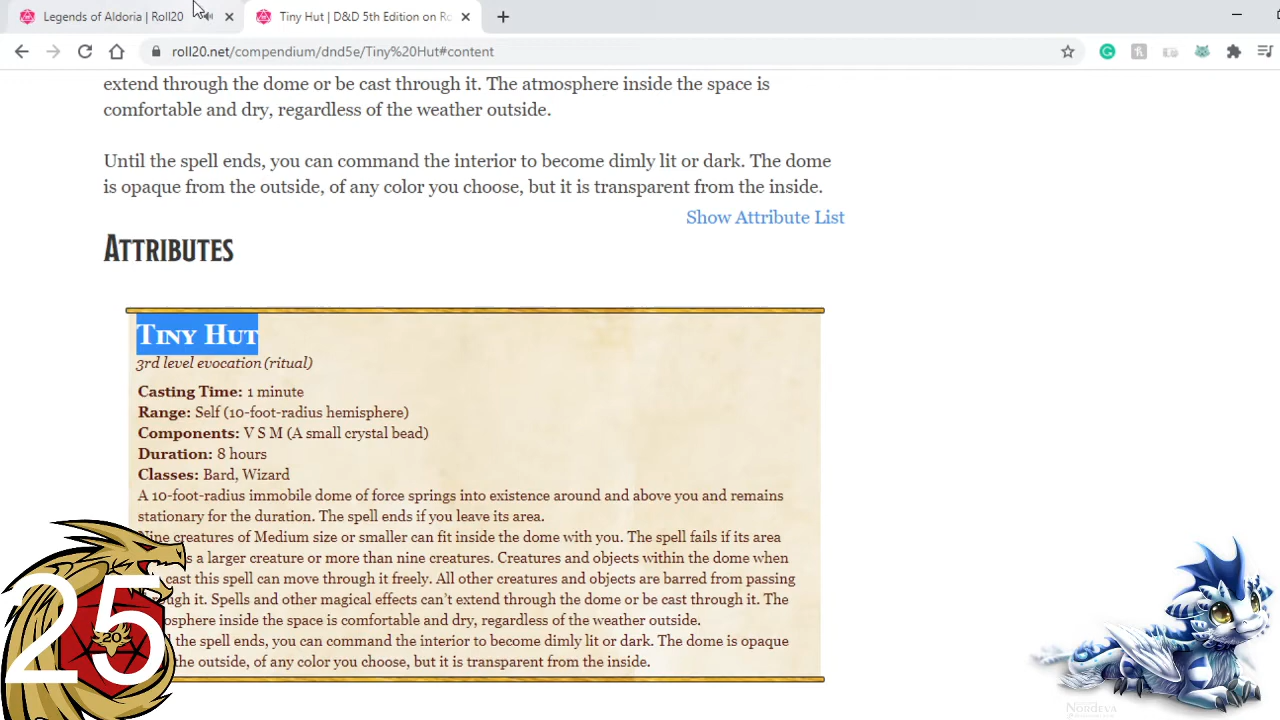 Legends of Aldoria | Roll20
Tiny Hut | D&D 5th Edition on Ro
roll20.net/compendium/dnd5e/Tiny%20Hut#content
extend through the dome or be cast through it. The atmosphere inside the space is
comfortable and dry, regardless of the weather outside.
Until the spell ends, you can command the interior to become dimly lit or dark. The dome
is opaque from the outside, of any color you choose, but it is transparent from the inside.
Show Attribute List
ATTRIBUTES
TINY HUT
3rd level evocation (ritual)
Casting Time: 1 minute
Range: Self (10-foot-radius hemisphere)
Components: V S M (A small crystal bead)
Duration: 8 hours
Classes: Bard, Wizard
A 10-foot-radius immobile dome of force springs into existence around and above you and remains
stationary for the duration. The spell ends if you leave its area.
Nine creatures of Medium size or smaller can fit inside the dome with you. The spell fails if its area
a larger creature or more than nine creatures. Creatures and objects within the dome when
cast this spell can move through it freely. All other creatures and objects are barred from passing
it. Spells and other magical effects can't extend through the dome or be cast through it. The
inside the space is comfortable and dry, regardless of the weather outside.
the spell ends, you can command the interior to become dimly lit or dark. The dome is opaque
the outside, of any color you choose, but it is transparent from the inside.
25
20
NORDEVA